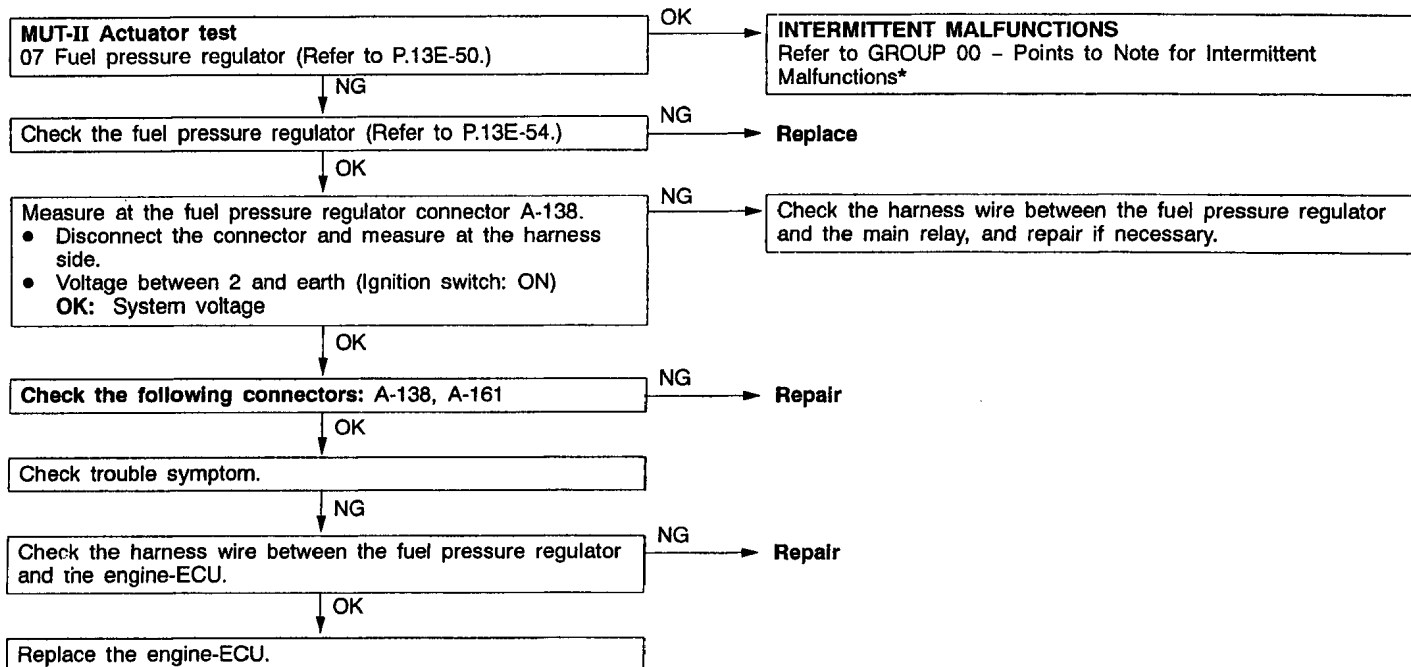 MUT-II Actuator test
07 Fuel pressure regulator (Refer to P.13E-50.)
OK
INTERMITTENT MALFUNCTIONS
Refer to GROUP 00 – Points to Note for Intermittent
Malfunctions*
NG
Check the fuel pressure regulator (Refer to P.13E-54.)
NG
Replace
OK
Measure at the fuel pressure regulator connector A-138.
● Disconnect the connector and measure at the harness
side.
● Voltage between 2 and earth (Ignition switch: ON)
OK: System voltage
NG
Check the harness wire between the fuel pressure regulator
and the main relay, and repair if necessary.
OK
Check the following connectors: A-138, A-161
NG
Repair
OK
Check trouble symptom.
NG
Check the harness wire between the fuel pressure regulator
and the engine-ECU.
NG
Repair
OK
Replace the engine-ECU.